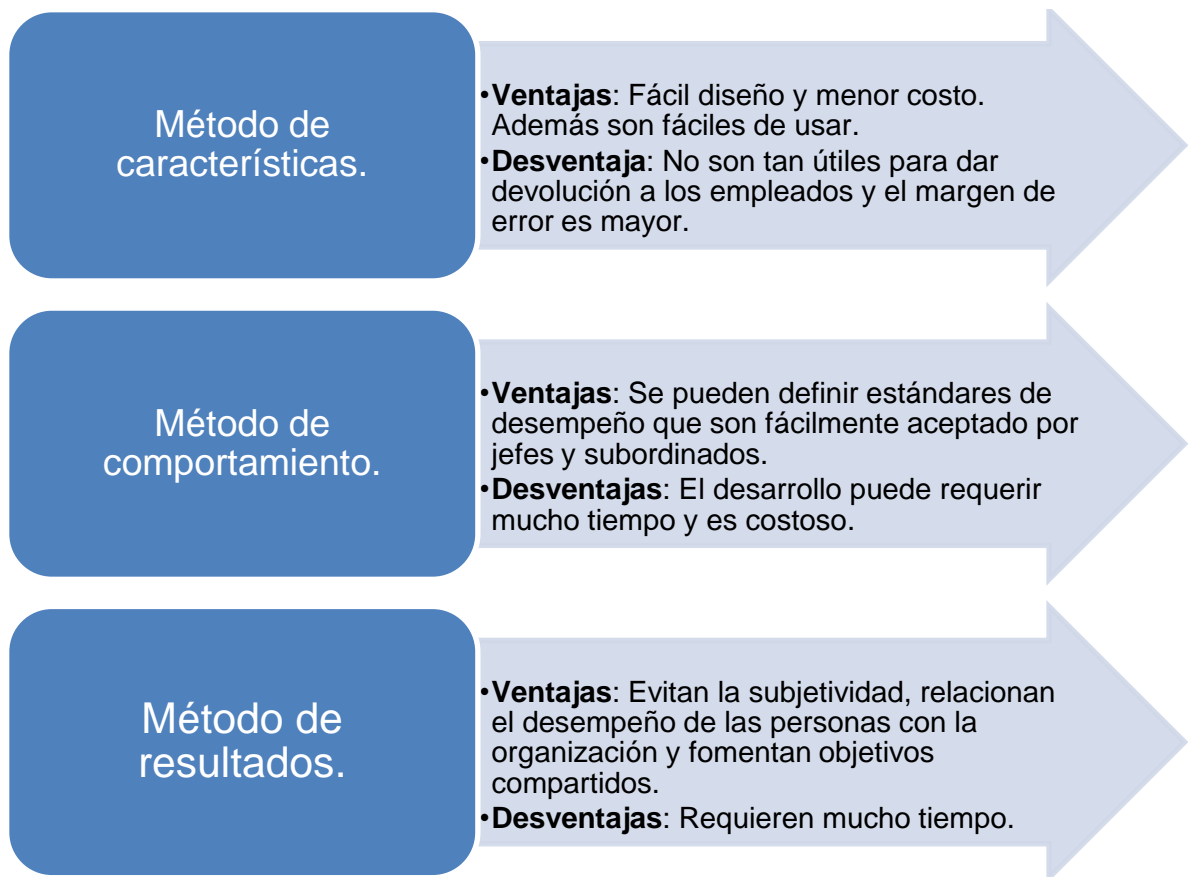 Método de
características.
•Ventajas: Fácil diseño y menor costo.
Además son fáciles de usar.
•Desventaja: No son tan útiles para dar
devolución a los empleados y el margen de
error es mayor.
Método de
comportamiento.
•Ventajas: Se pueden definir estándares de
desempeño que son fácilmente aceptado por
jefes y subordinados.
•Desventajas: El desarrollo puede requerir
mucho tiempo y es costoso.
Método de
resultados.
•Ventajas: Evitan la subjetividad, relacionan
el desempeño de las personas con la
organización y fomentan objetivos
compartidos.
•Desventajas: Requieren mucho tiempo.